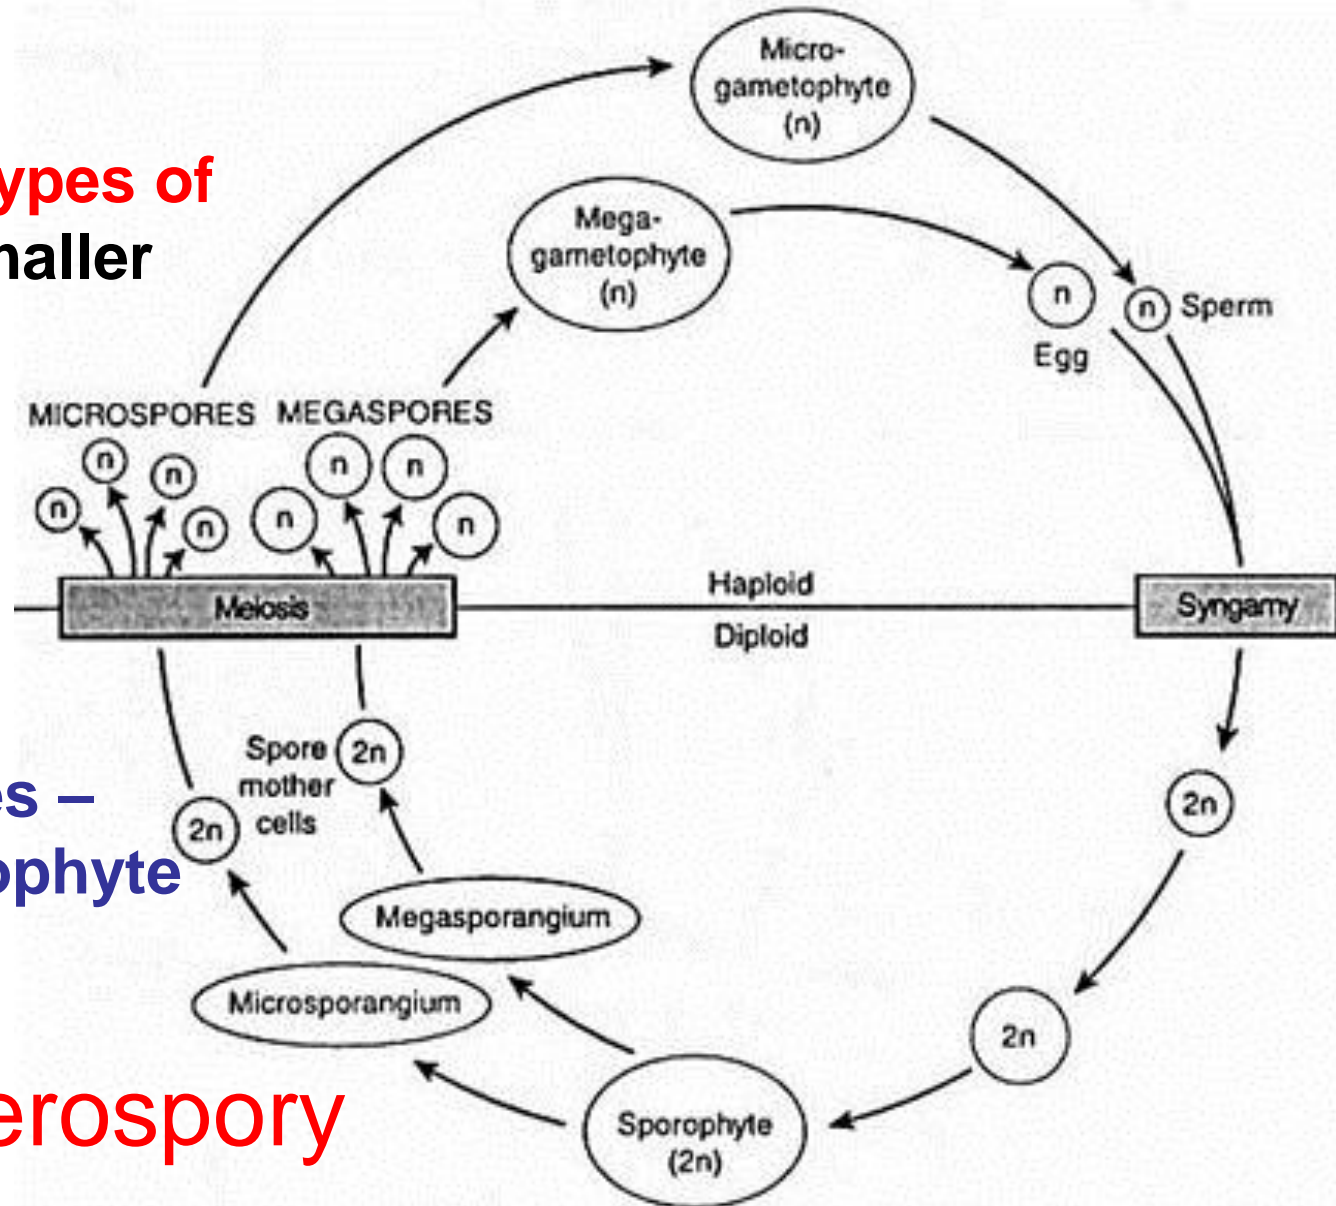 Micro-
gametophyte
(n)
ypes of
maller
Mega-
gametophyte
(n)
n
n Sperm
Egg
MICROSPORES MEGASPORES
n n n n
n n n n
Meiosis
Haploid
Diploid
Syngamy
Spore
mother
cells
2n
2n
2n
es –
ophyte
Megasporangium
Microsporangium
2n
Sporophyte
(2n)
erospory